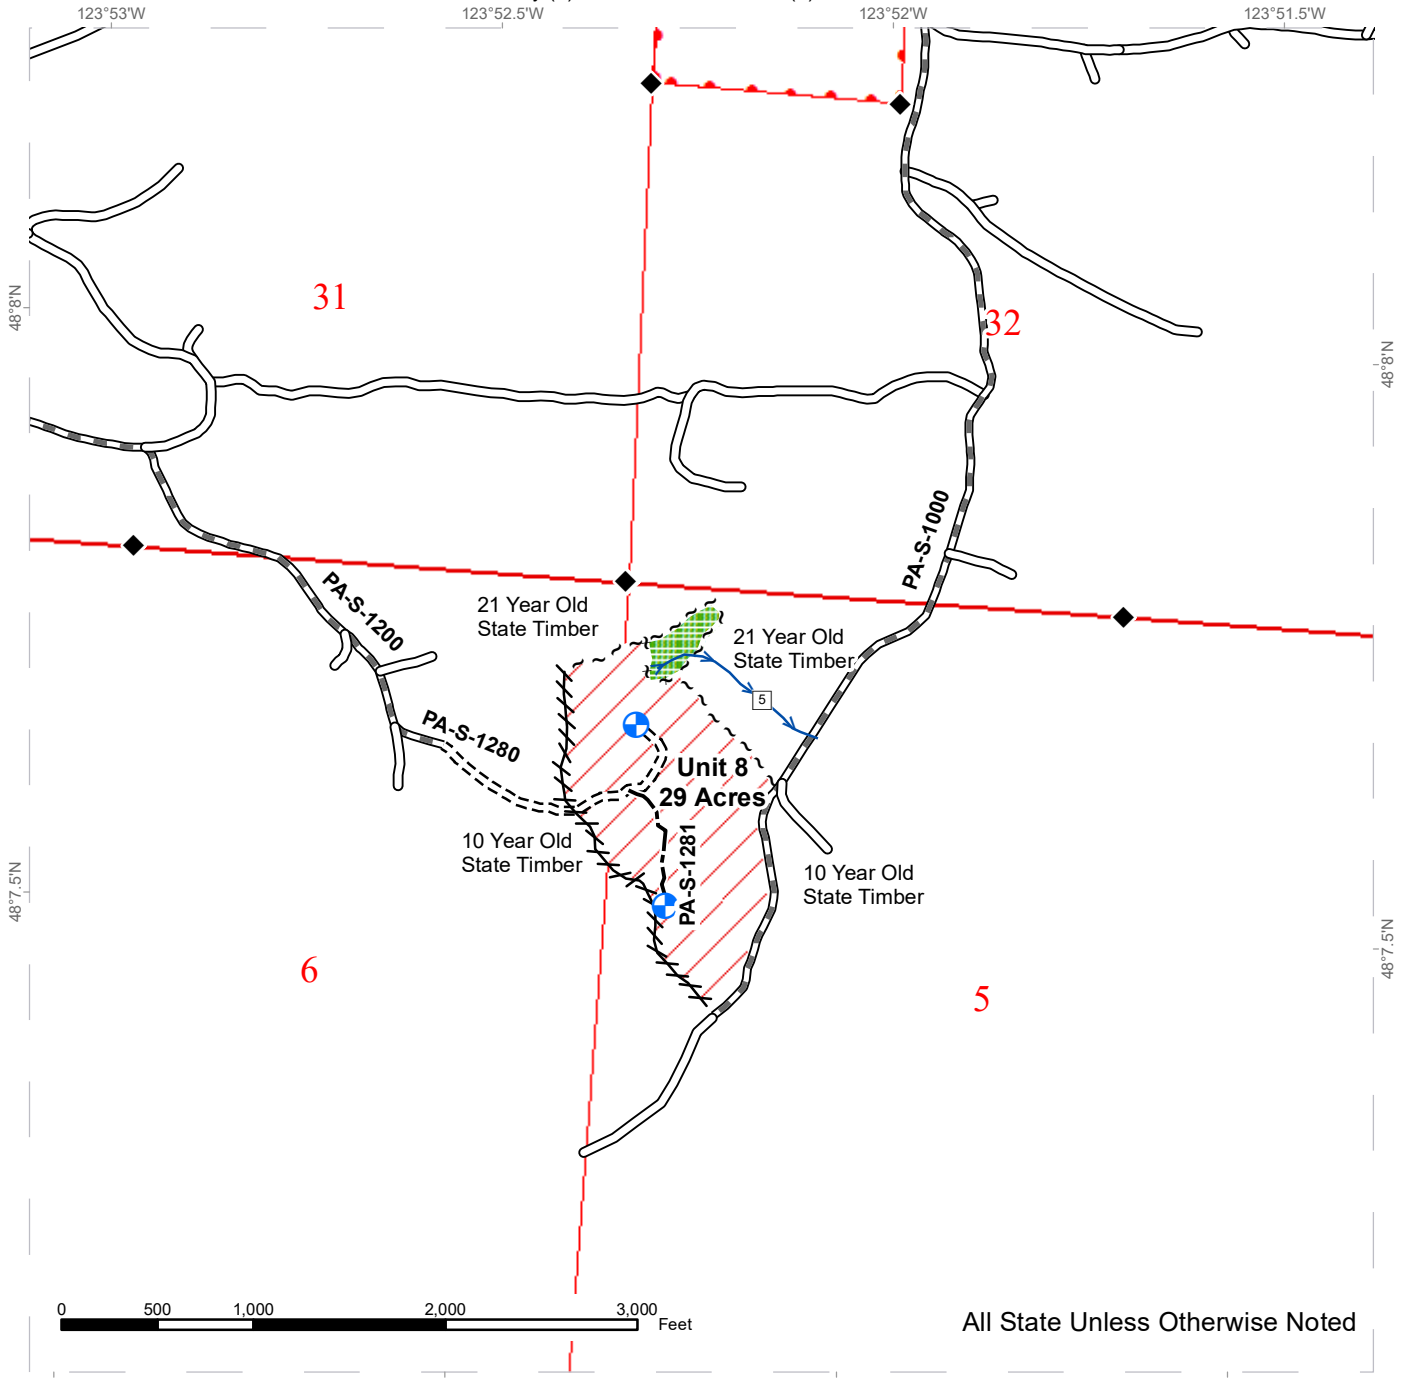 123°53'W
123°52.5'W
123°52'W
123°51.5'W
48°8'N
31
32
48°8'N
PA-S-1000
PA-S-1200
21 Year Old
State Timber
21 Year Old
State Timber
5
PA-S-1280
Unit 8
29 Acres
10 Year Old
State Timber
PA-S-1281
10 Year Old
State Timber
48°7.5'N
48°7.5'N
6
5
0
500
1,000
2,000
3,000
Feet
All State Unless Otherwise Noted